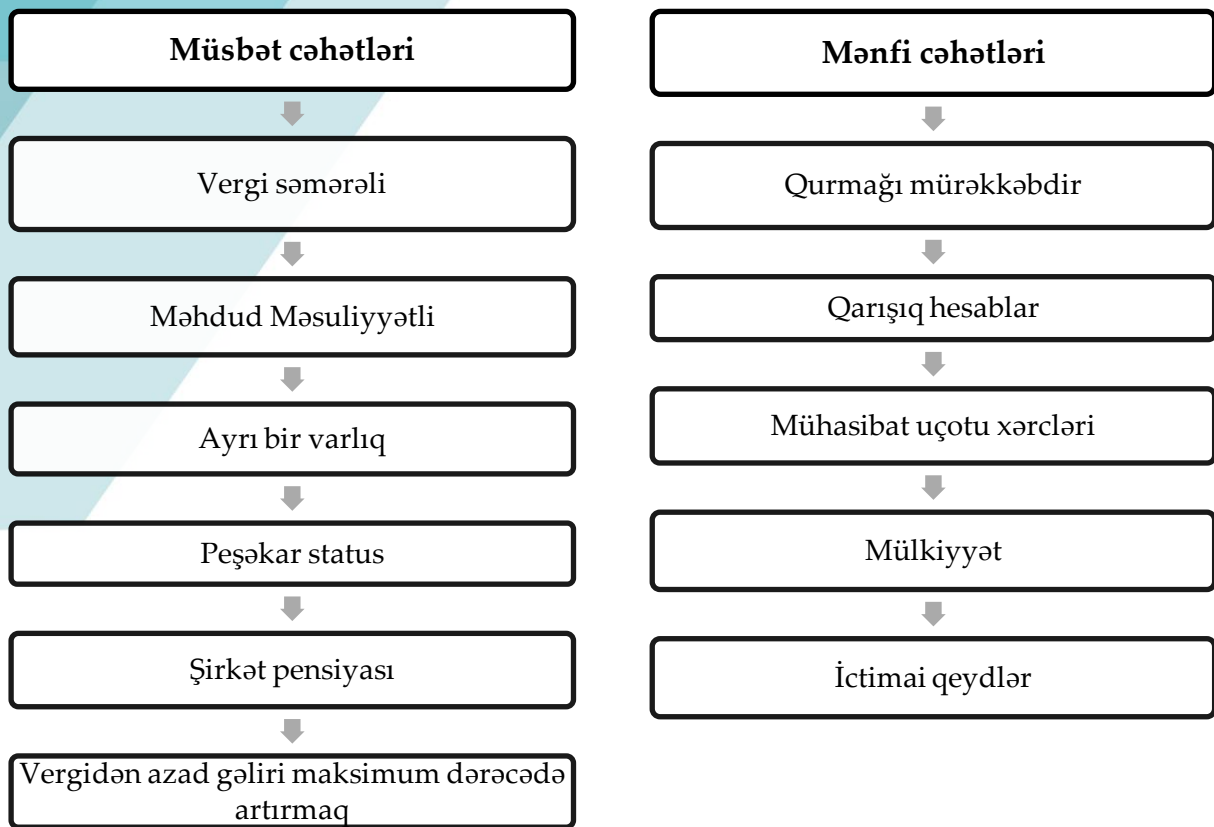 Müsbət cəhətləri
Vergi səmərəli
Məhdud Məsuliyyətli
Ayrı bir varlıq
Peşəkar status
Şirkət pensiyası
Vergidən azad gəliri maksimum dərəcədə
artırmaq
Mənfi cəhətləri
Qurmağı mürəkkəbdir
Qarışıq hesablar
Mühasibat uçotu xərcləri
Mülkiyyət
İctimai qeydlər